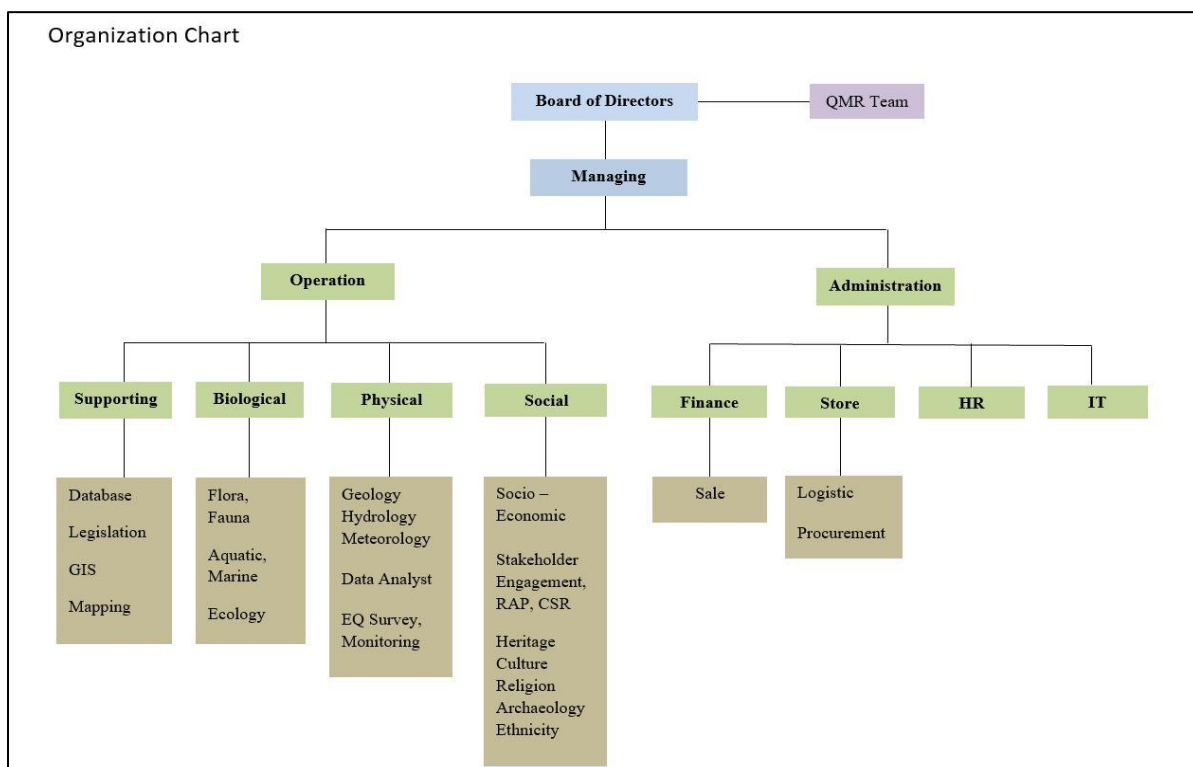 Organization Chart
Board of Directors
QMR Team
Managing
Operation
Administration
Supporting
Biological
Physical
Social
Finance
Store
HR
IT
Database
Legislation
GIS
Mapping
Flora,
Fauna
Aquatic,
Marine
Ecology
Geology
Hydrology
Meteorology
Data Analyst
EQ Survey,
Monitoring
Socio –
Economic
Stakeholder
Engagement,
RAP, CSR
Heritage
Culture
Religion
Archaeology
Ethnicity
Sale
Logistic
Procurement